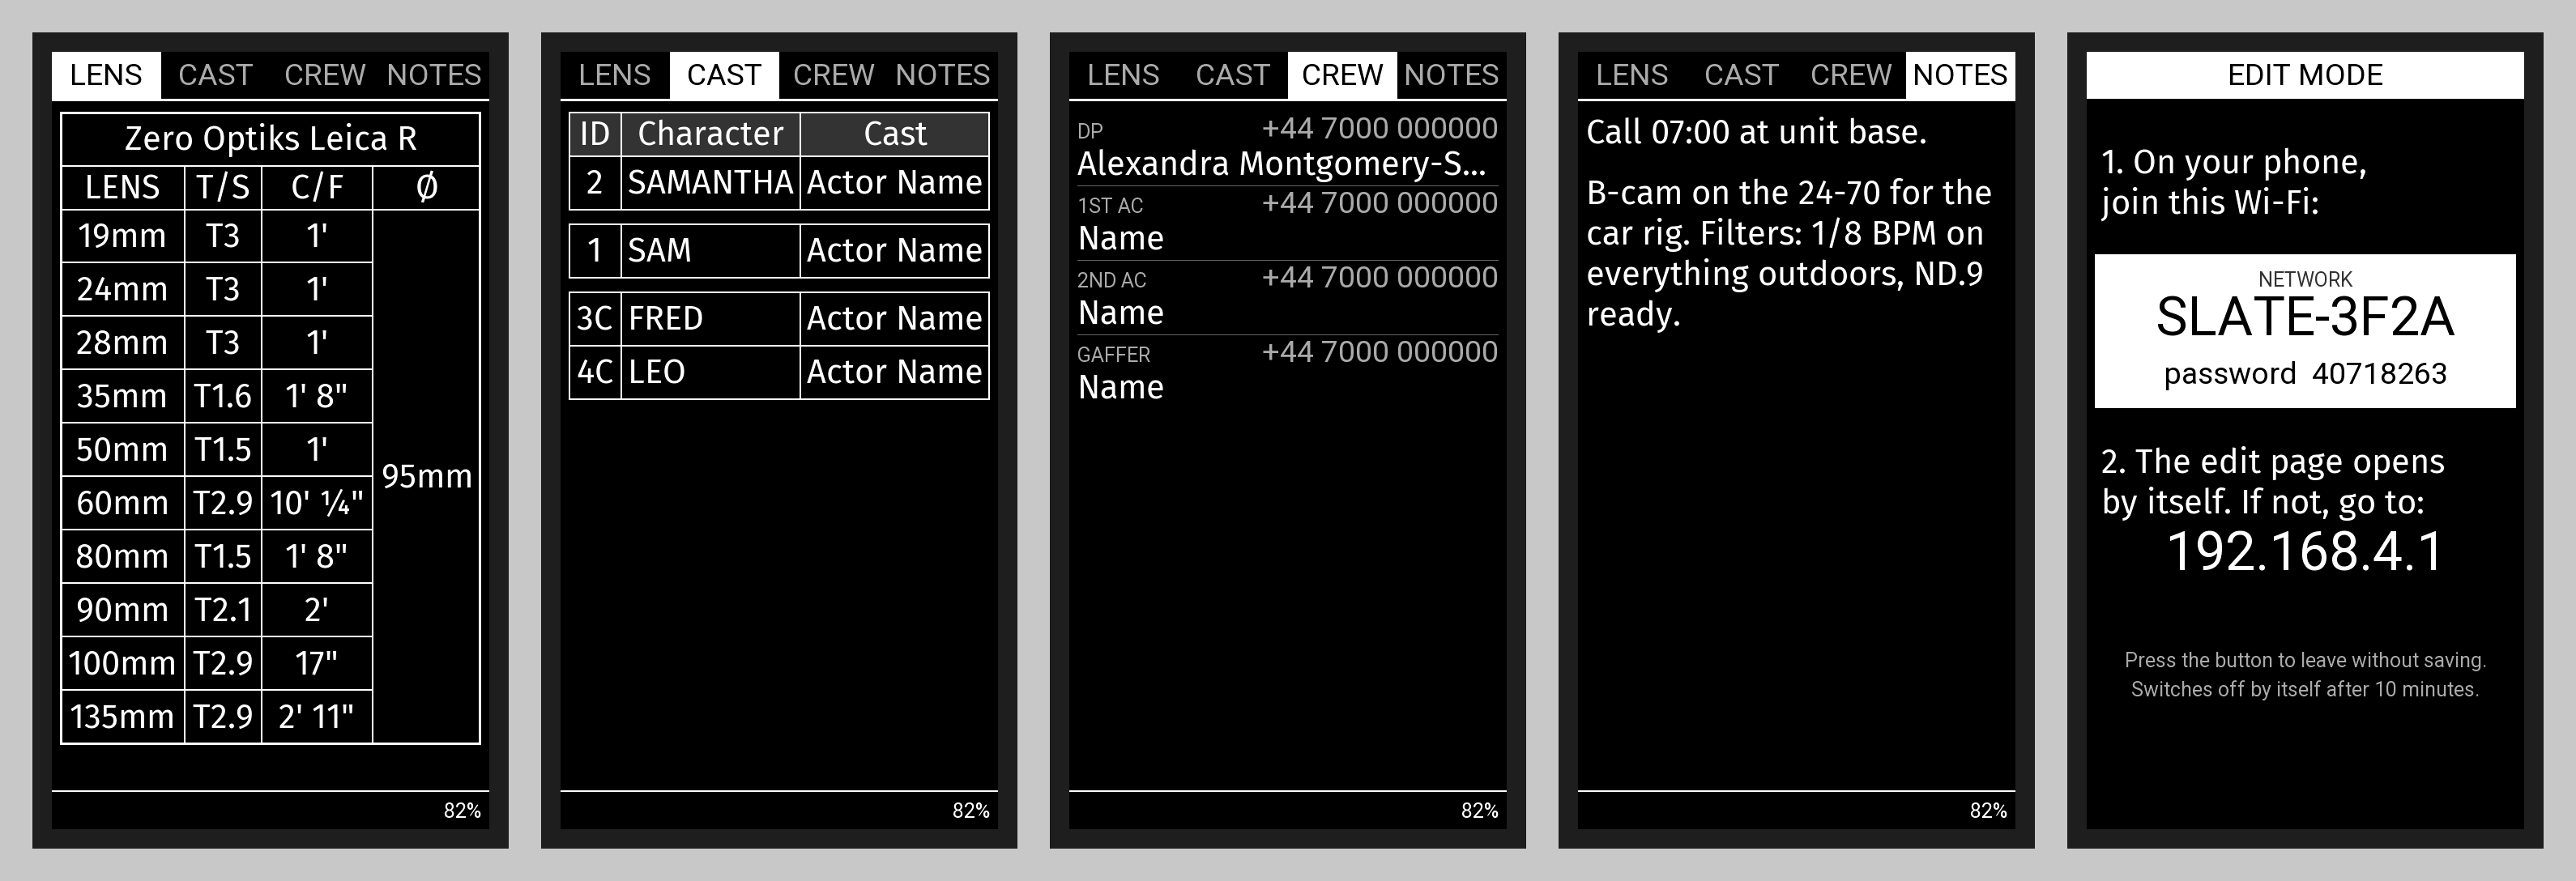 LENS CAST CREW NOTES
Zero Optiks Leica R
LENS T/S C/F Ø
19mm T3 1'
24mm T3 1'
28mm T3 1'
35mm T1.6 1' 8"
50mm T1.5 1'
95mm
60mm T2.9 10' ¼"
80mm T1.5 1' 8"
90mm T2.1 2'
100mm T2.9 17"
135mm T2.9 2' 11"
82%
LENS CAST CREW NOTES
ID Character Cast
2 SAMANTHA Actor Name
1 SAM Actor Name
3C FRED Actor Name
4C LEO Actor Name
82%
LENS CAST CREW NOTES
DP +44 7000 000000
Alexandra Montgomery-S...
1ST AC +44 7000 000000
Name
2ND AC +44 7000 000000
Name
GAFFER +44 7000 000000
Name
82%
LENS CAST CREW NOTES
Call 07:00 at unit base.
B-cam on the 24-70 for the
car rig. Filters: 1/8 BPM on
everything outdoors, ND.9
ready.
82%
EDIT MODE
1. On your phone,
join this Wi-Fi:
NETWORK
SLATE-3F2A
password 40718263
2. The edit page opens
by itself. If not, go to:
192.168.4.1
Press the button to leave without saving.
Switches off by itself after 10 minutes.